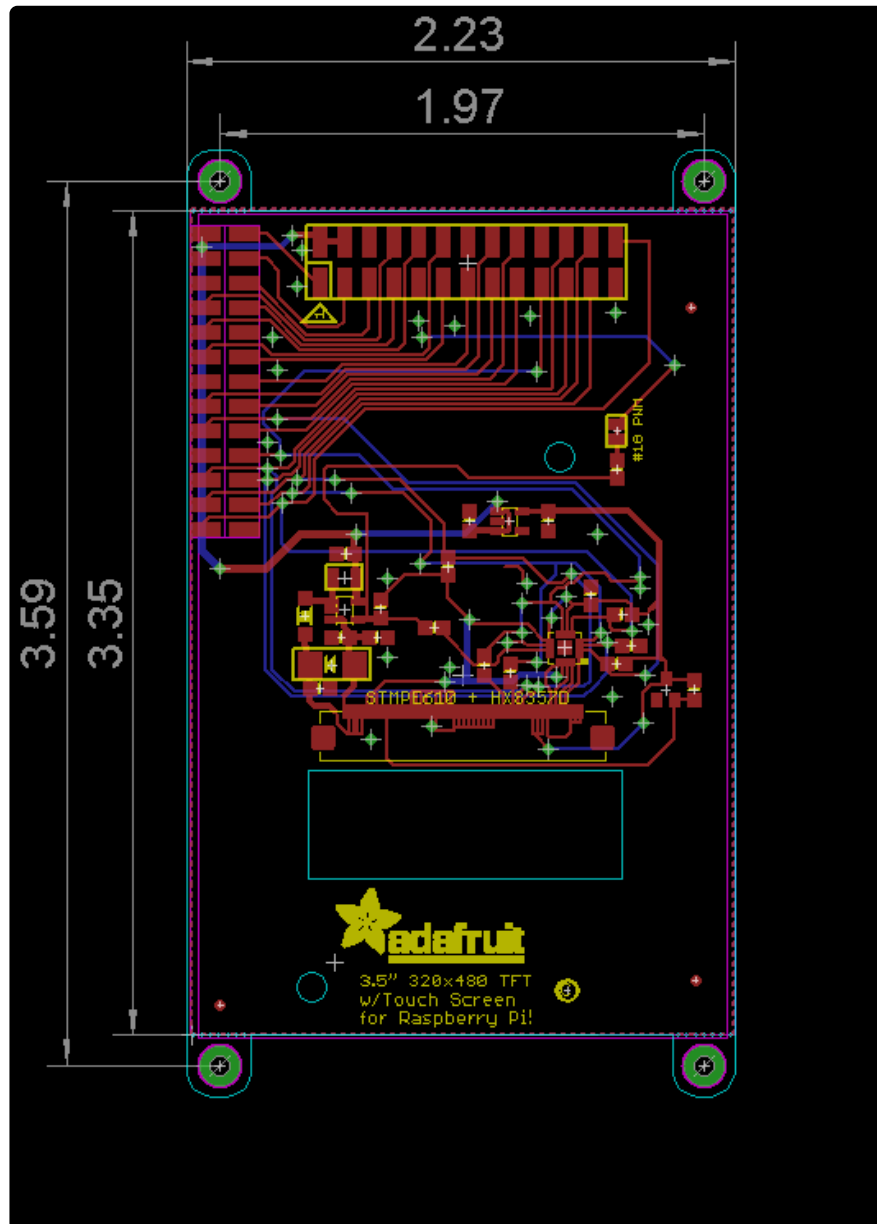 2.23
1.97
3.59
3.35
#18 PWM
STMPE610 + HX8357D
adafruit
3.5" 320x480 TFT
w/Touch Screen
for Raspberry Pi!